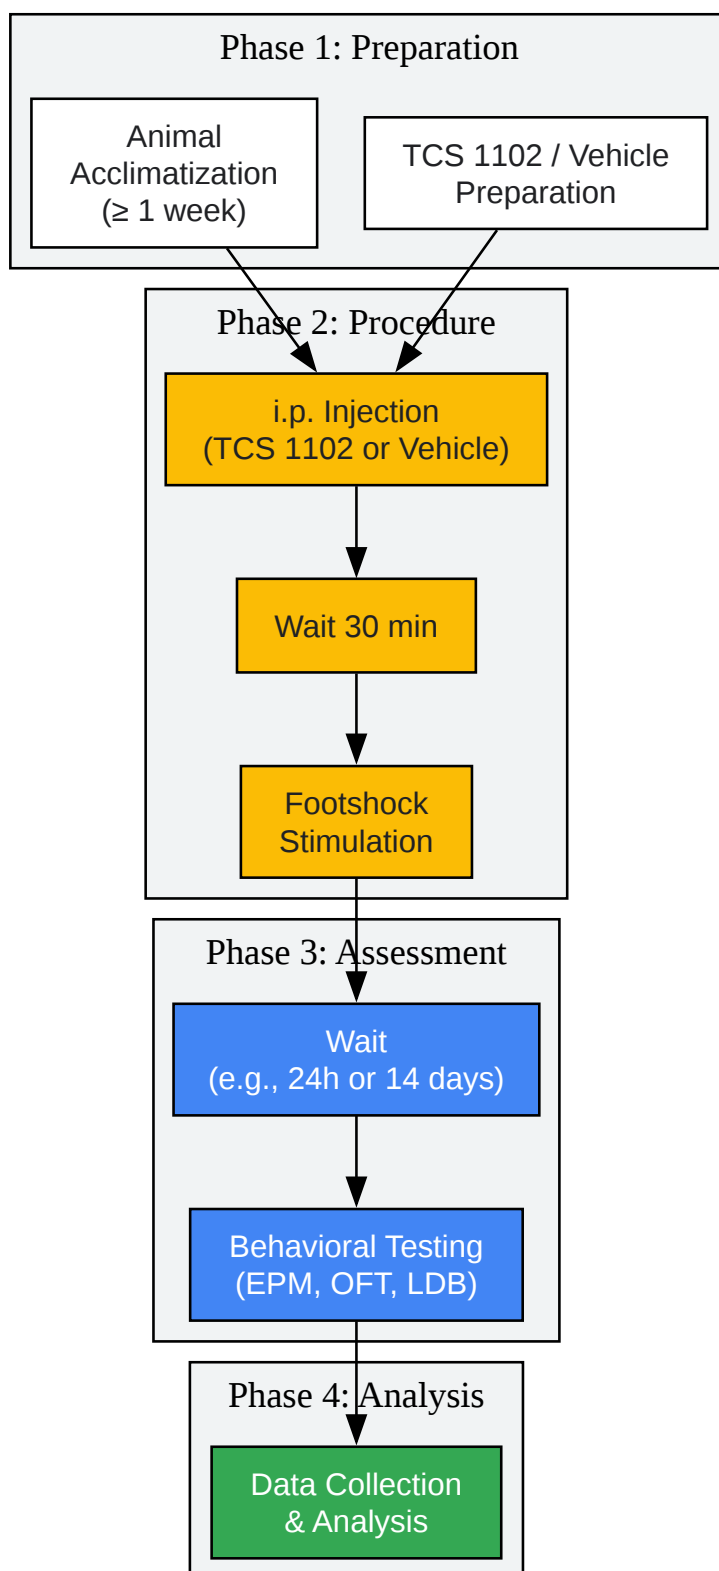 Phase 1: Preparation
Animal
Acclimatization
(≥ 1 week)
TCS 1102 / Vehicle
Preparation
Phase 2: Procedure
i.p. Injection
(TCS 1102 or Vehicle)
Wait 30 min
Footshock
Stimulation
Phase 3: Assessment
Wait
(e.g., 24h or 14 days)
Behavioral Testing
(EPM, OFT, LDB)
Phase 4: Analysis
Data Collection
& Analysis